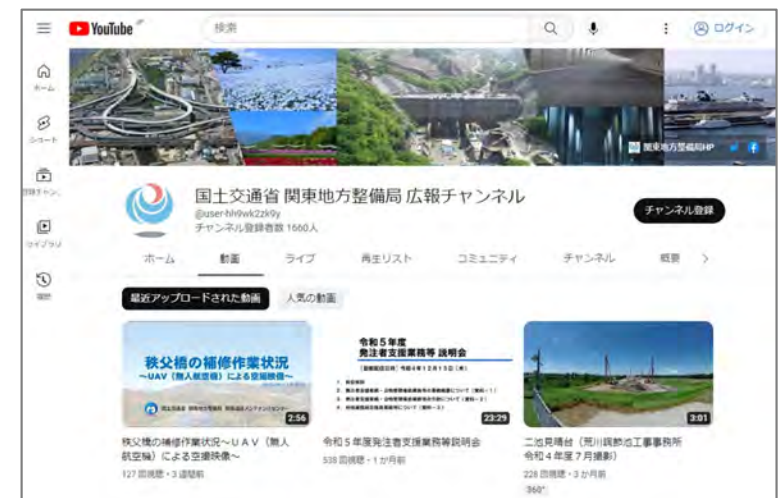 YouTube JP
検索
ログイン
ホーム
ショート
ライブラリ
履歴
関東地方整備局HP
国土交通省 関東地方整備局 広報チャンネル
@user-hh9wk2zk9y
チャンネル登録者数 1660人
チャンネル登録
ホーム 動画 ライブ 再生リスト コミュニティ チャンネル 概要
最近アップロードされた動画 人気の動画
秩父橋の補修作業状況
～UAV(無人航空機)による空撮映像～
2:56
令和5年度
発注者支援業務等 説明会
23:29
3:01
秩父橋の補修作業状況～UAV(無人
航空機)による空撮映像～
127 回視聴・3 週間前
令和5年度発注者支援業務等説明会
538 回視聴・1 か月前
二池見晴台(荒川調節池工事事務所
令和4年度7月撮影)
228 回視聴・3 か月前
360°